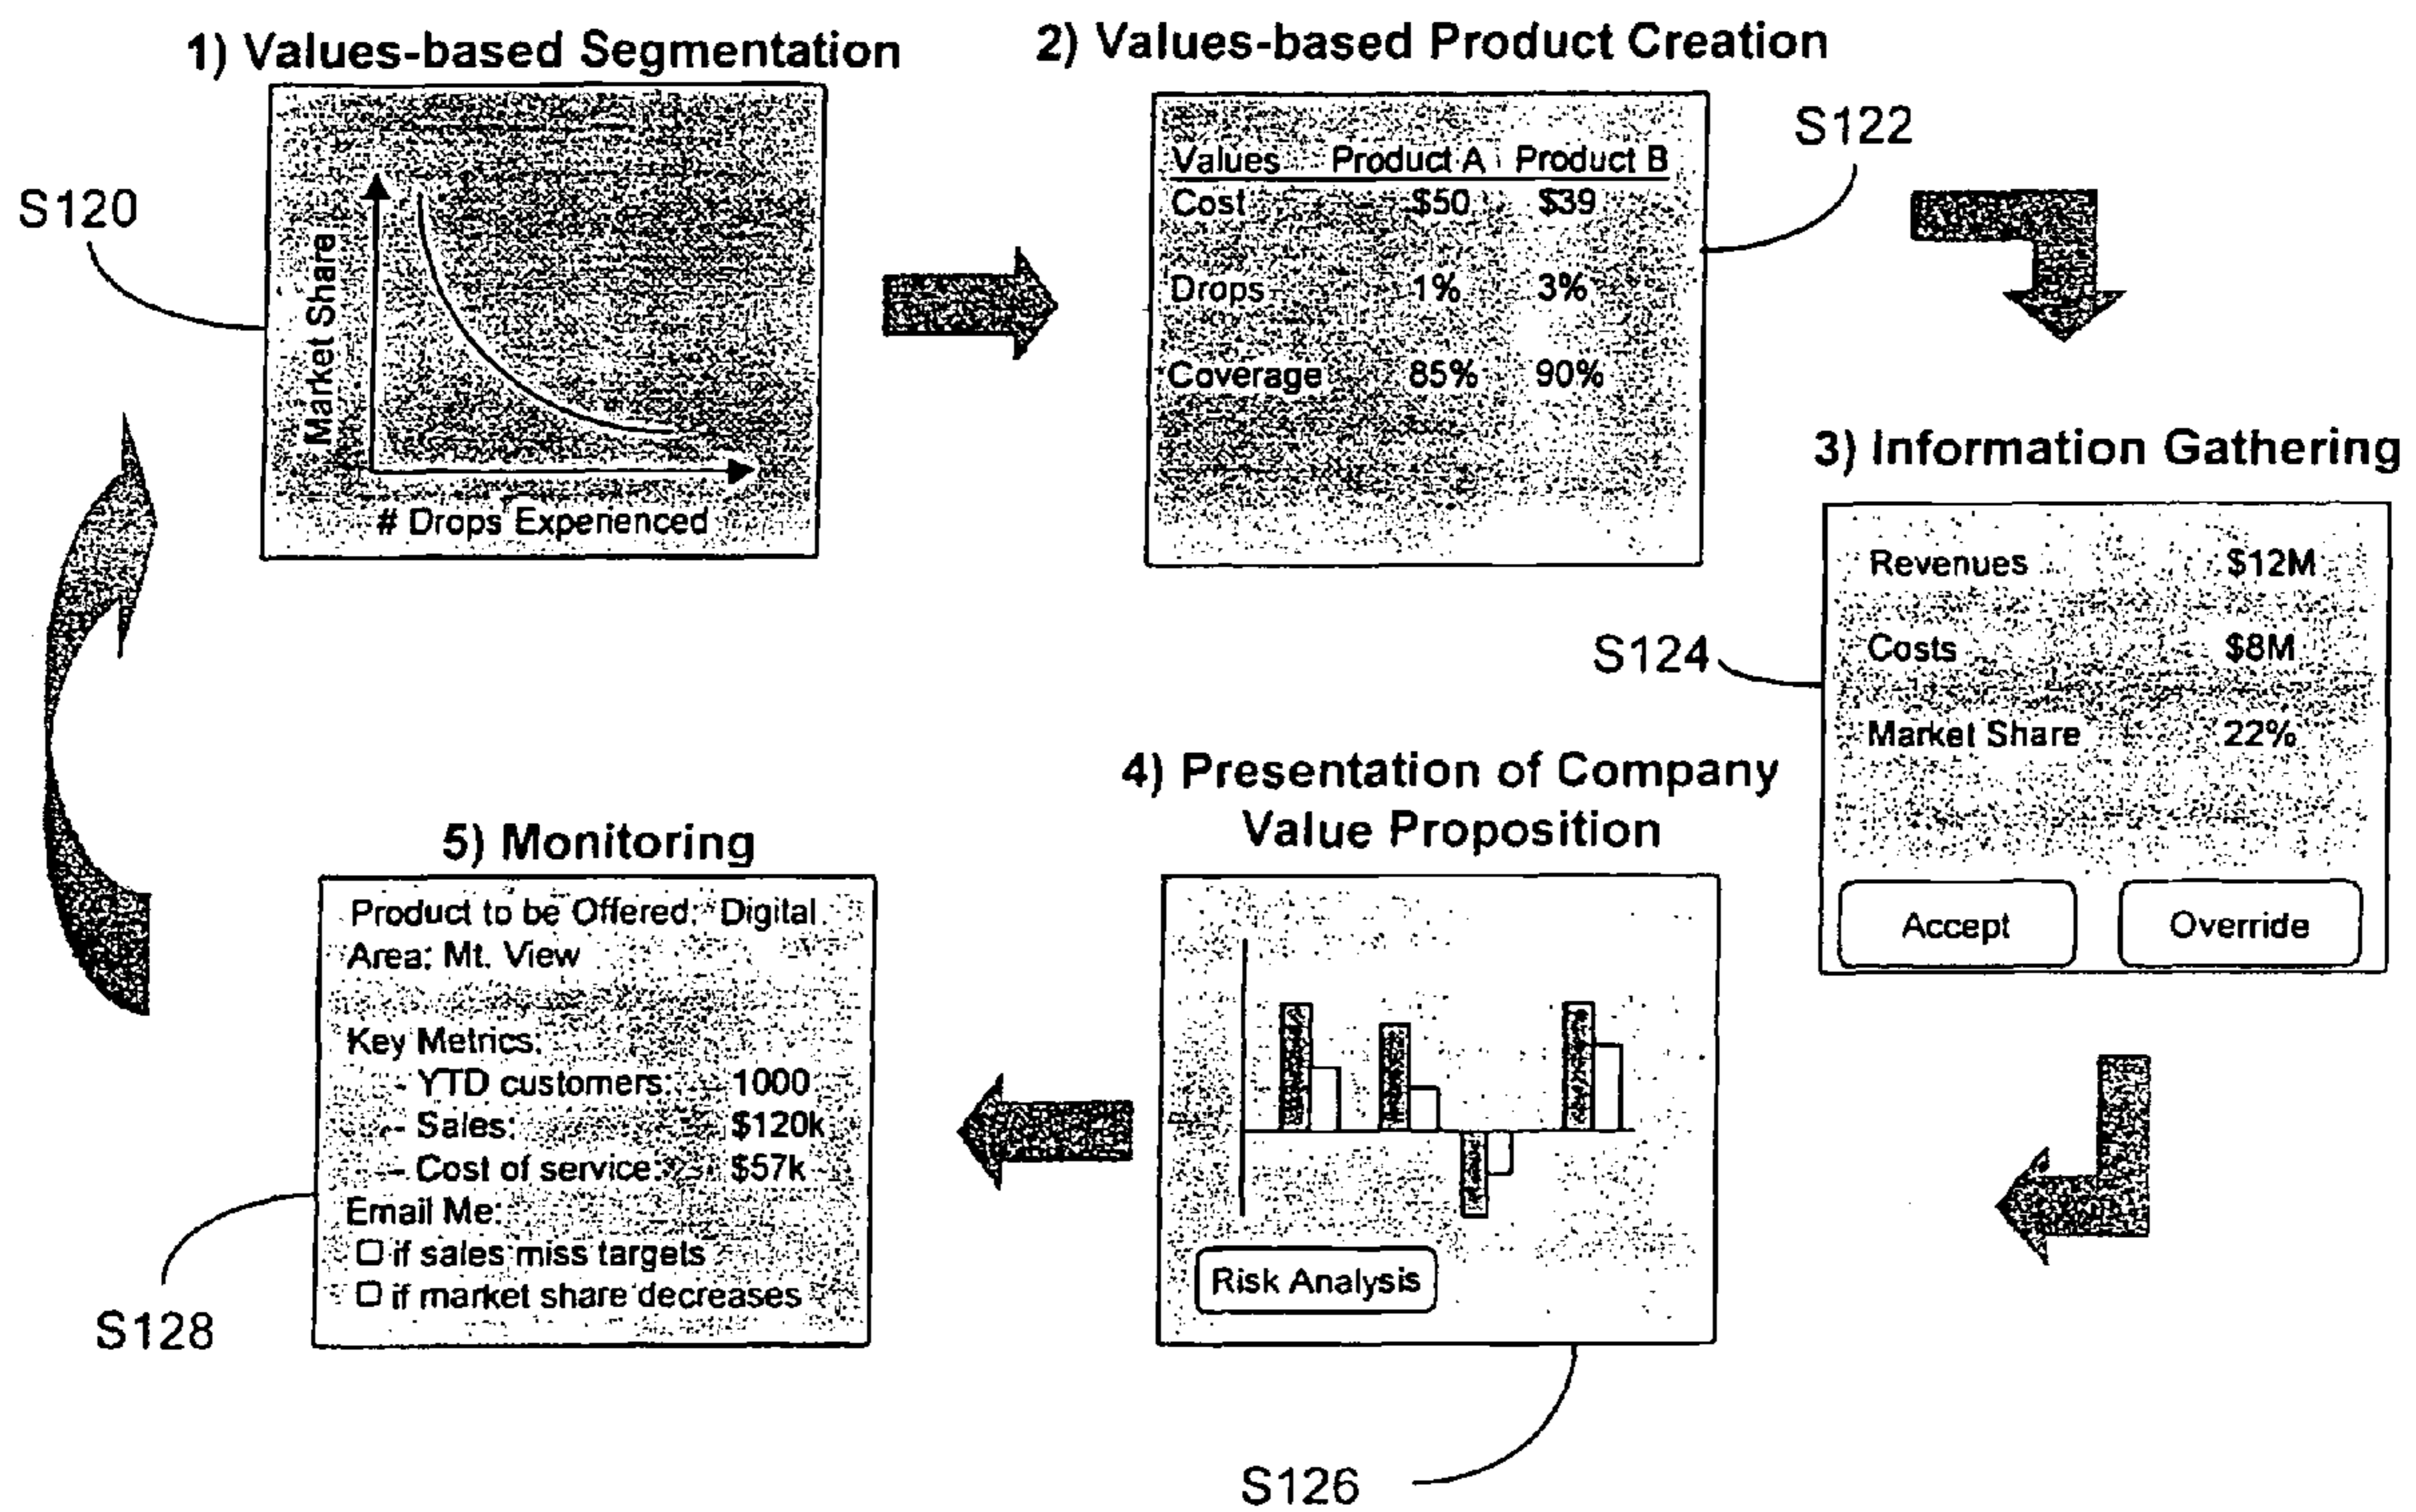 1) Values-based Segmentation
S120
Market Share
# Drops Experienced
2) Values-based Product Creation
S122
Values Product A Product B
Cost $50 $39
Drops 1% 3%
Coverage 85% 90%
3) Information Gathering
S124
Revenues $12M
Costs $8M
Market Share 22%
Accept Override
4) Presentation of Company
Value Proposition
Risk Analysis
S126
5) Monitoring
Product to be Offered: Digital
Area: Mt. View
Key Metrics:
- YTD customers: 1000
- Sales: $120k
- Cost of service: $57k
Email Me:
if sales miss targets
if market share decreases
S128